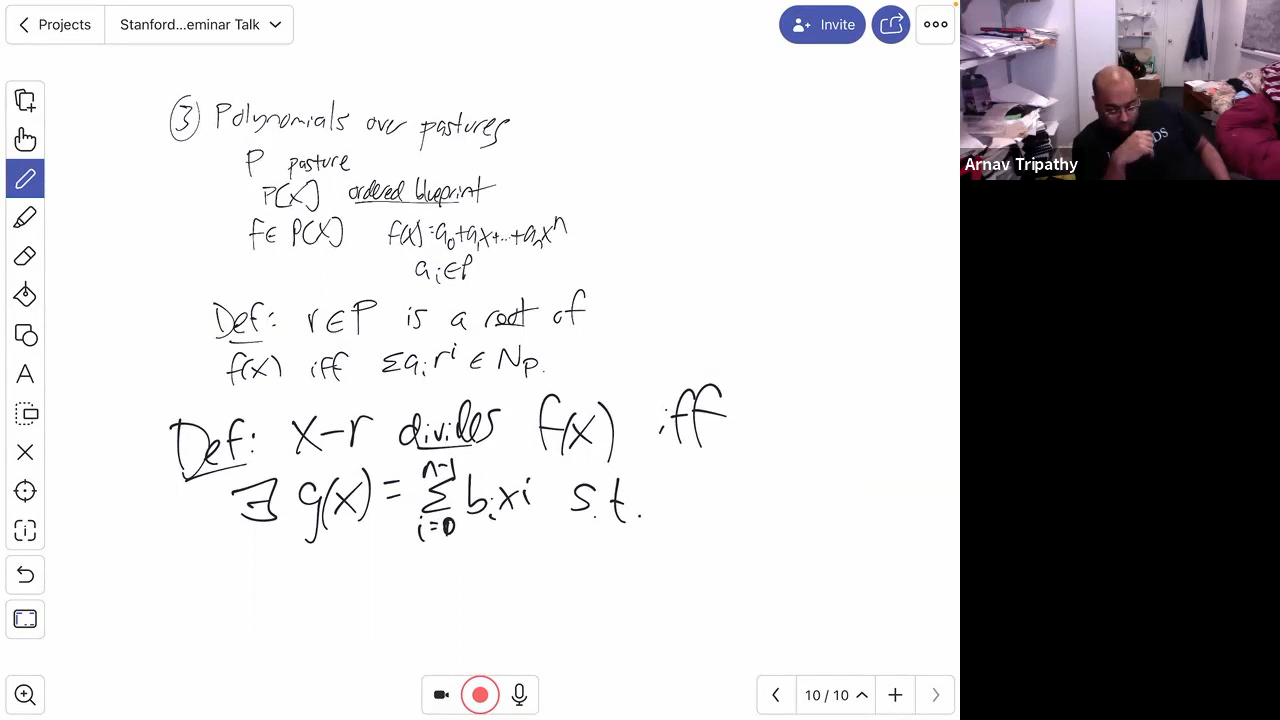 Projects
Stanford...eminar Talk
Invite
Arnav Tripathy
③ Polynomials over pastures
P pasture
P[X] ordered blueprint
f ∈ P[X] f(x)=a₀+a₁x+...+aₙxⁿ
aᵢ∈P
Def: r∈P is a root of
f(x) iff Σaᵢrⁱ ∈ N_P.
Def: X-r divides f(x) iff
∃ g(x) = Σ_{i=0}^{n-1} bᵢxⁱ s.t.
A
10 / 10